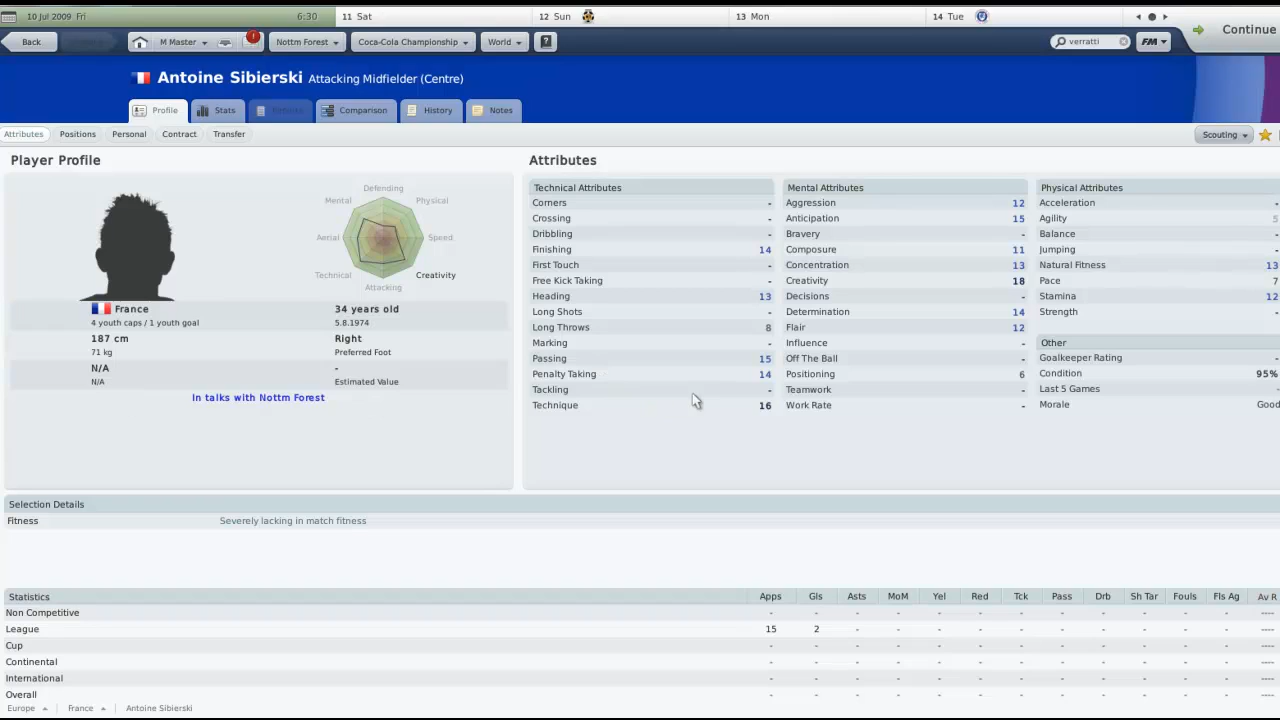 10 Jul 2009 Fri 6:30 11 Sat 12 Sun 13 Mon 14 Tue
Continue
Back M Master Nottm Forest Coca-Cola Championship World ? verratti FM
Antoine Sibierski Attacking Midfielder (Centre)
Profile Stats Comparison History Notes
Attributes Positions Personal Contract Transfer Scouting
Player Profile Attributes
Defending
Mental Physical
Aerial Speed
Technical Creativity
Attacking
France 34 years old
4 youth caps / 1 youth goal 5.8.1974
187 cm Right
71 kg Preferred Foot
N/A -
N/A Estimated Value
In talks with Nottm Forest
Technical Attributes
Corners -
Crossing -
Dribbling -
Finishing 14
First Touch -
Free Kick Taking -
Heading 13
Long Shots -
Long Throws 8
Marking -
Passing 15
Penalty Taking 14
Tackling -
Technique 16
Mental Attributes
Aggression 12
Anticipation 15
Bravery -
Composure 11
Concentration 13
Creativity 18
Decisions -
Determination 14
Flair 12
Influence -
Off The Ball -
Positioning 6
Teamwork -
Work Rate -
Physical Attributes
Acceleration -
Agility 5
Balance -
Jumping -
Natural Fitness 13
Pace 7
Stamina 12
Strength -
Other
Goalkeeper Rating -
Condition 95%
Last 5 Games -
Morale Good
Selection Details
Fitness Severely lacking in match fitness
Statistics Apps Gls Asts MoM Yel Red Tck Pass Drb Sh Tar Fouls Fls Ag Av R
Non Competitive - - - - - - - - - - - - ----
League 15 2 - - - - - - - - - - ----
Cup - - - - - - - - - - - - ----
Continental - - - - - - - - - - - - ----
International - - - - - - - - - - - - ----
Overall - - - - - - - - - - - - ----
Europe France Antoine Sibierski